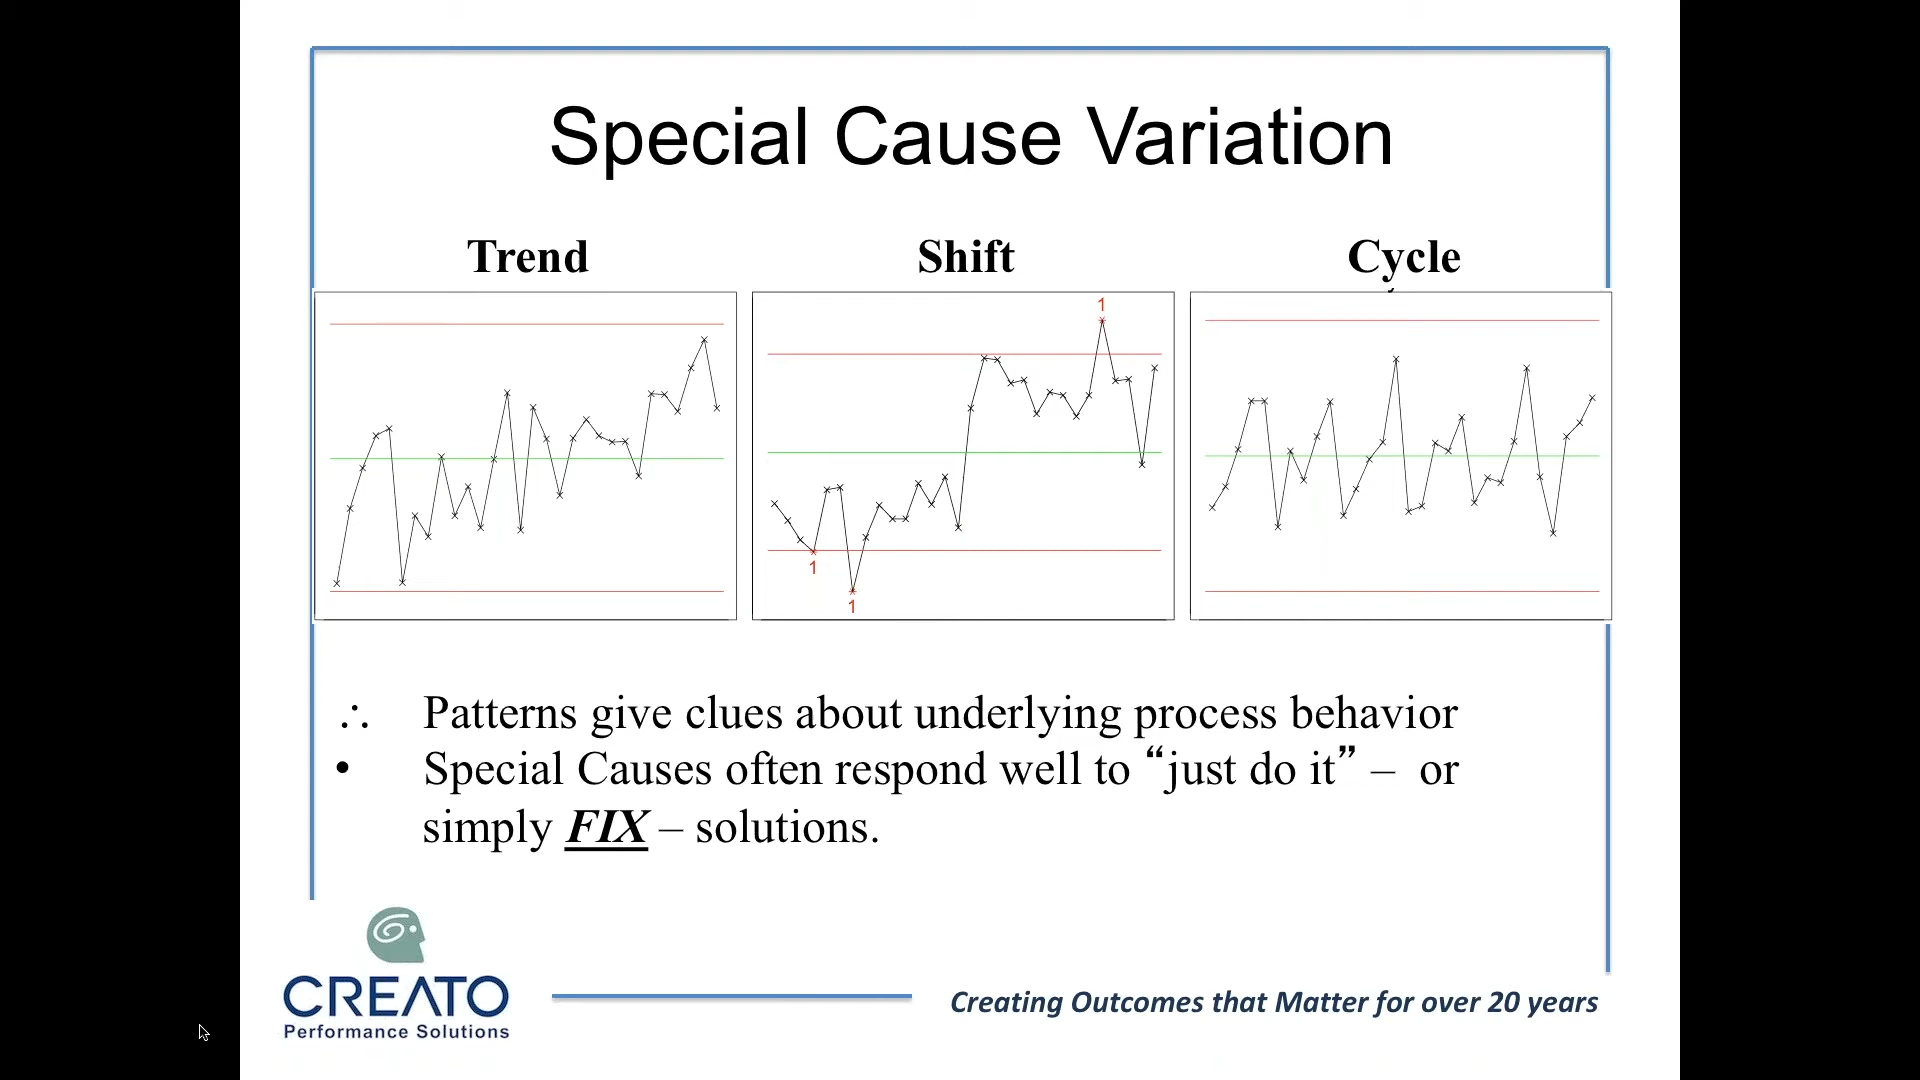 Special Cause Variation
Trend
Shift
Cycle
1
1
1
∴ Patterns give clues about underlying process behavior
• Special Causes often respond well to “just do it” – or
simply FIX – solutions.
CREATO
Performance Solutions
Creating Outcomes that Matter for over 20 years